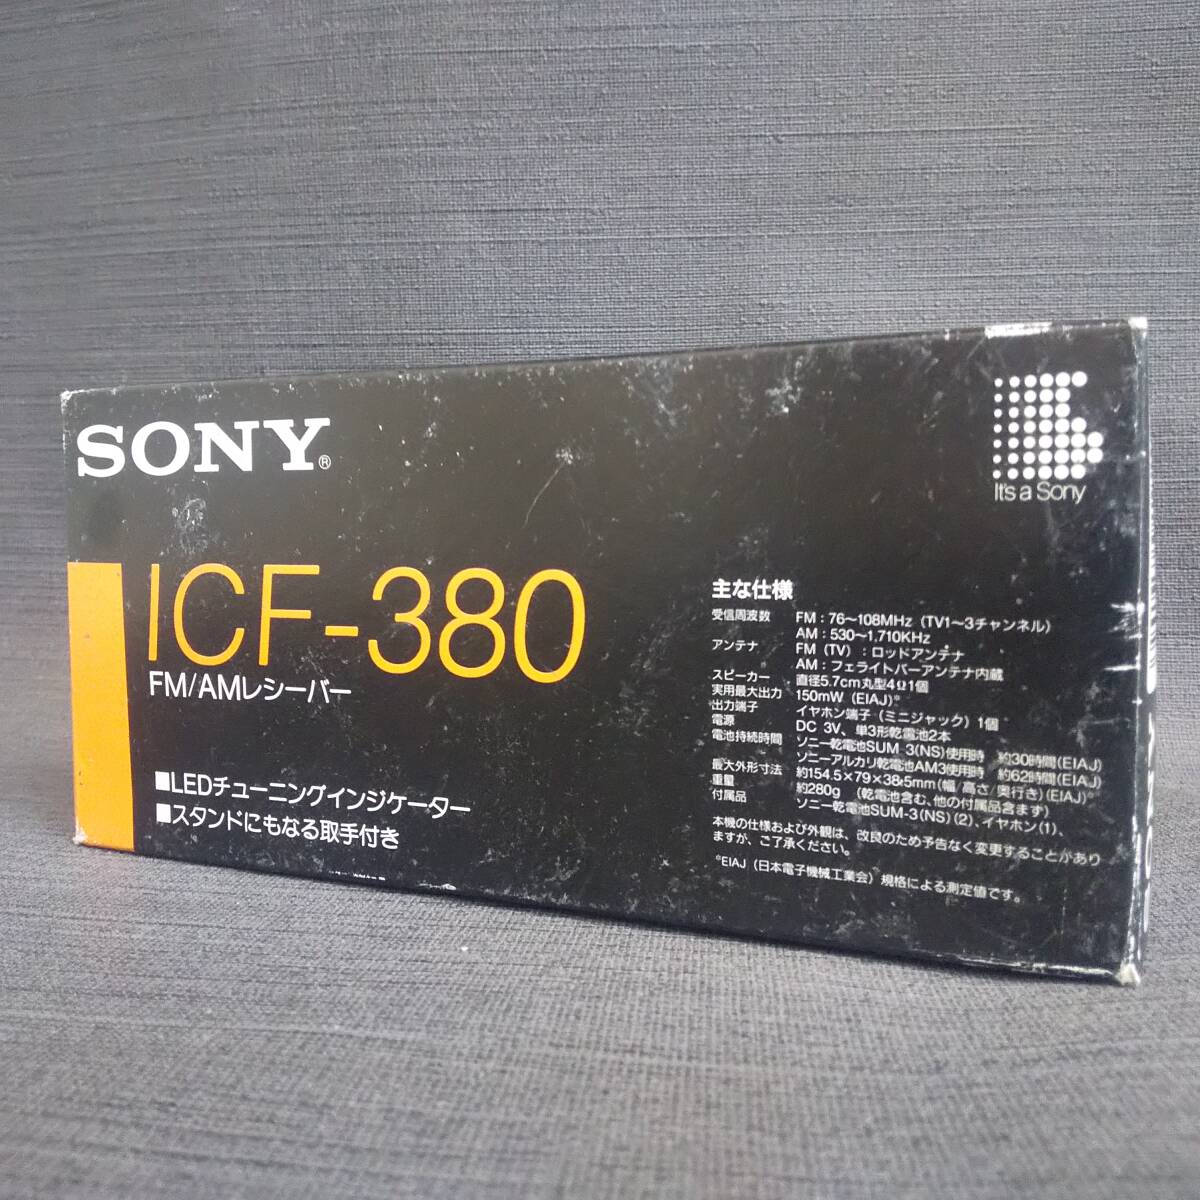 SONY®
It's a Sony
ICF-380
FM/AMレシーバー
■LEDチューニングインジケーター
■スタンドにもなる取手付き
主な仕様
受信周波数 FM：76～108MHz（TV1～3チャンネル）
AM：530～1,710KHz
アンテナ FM（TV）：ロッドアンテナ
AM：フェライトバーアンテナ内蔵
スピーカー 直径5.7cm丸型4Ω1個
実用最大出力 150mW（EIAJ）*
出力端子 イヤホン端子（ミニジャック）1個
電源 DC 3V、単3形乾電池2本
電池持続時間 ソニー乾電池SUM-3(NS)使用時 約30時間(EIAJ)
ソニーアルカリ乾電池AM3使用時 約62時間(EIAJ)
最大外形寸法 約154.5×79×38.5mm(幅/高さ/奥行き)(EIAJ)*
重量 約280g （乾電池含む、他の付属品含まず）
付属品 ソニー乾電池SUM-3(NS)(2)、イヤホン(1)、
本機の仕様および外観は、改良のため予告なく変更することがあり
ますが、ご了承ください。
*EIAJ（日本電子機械工業会）規格による測定値です。